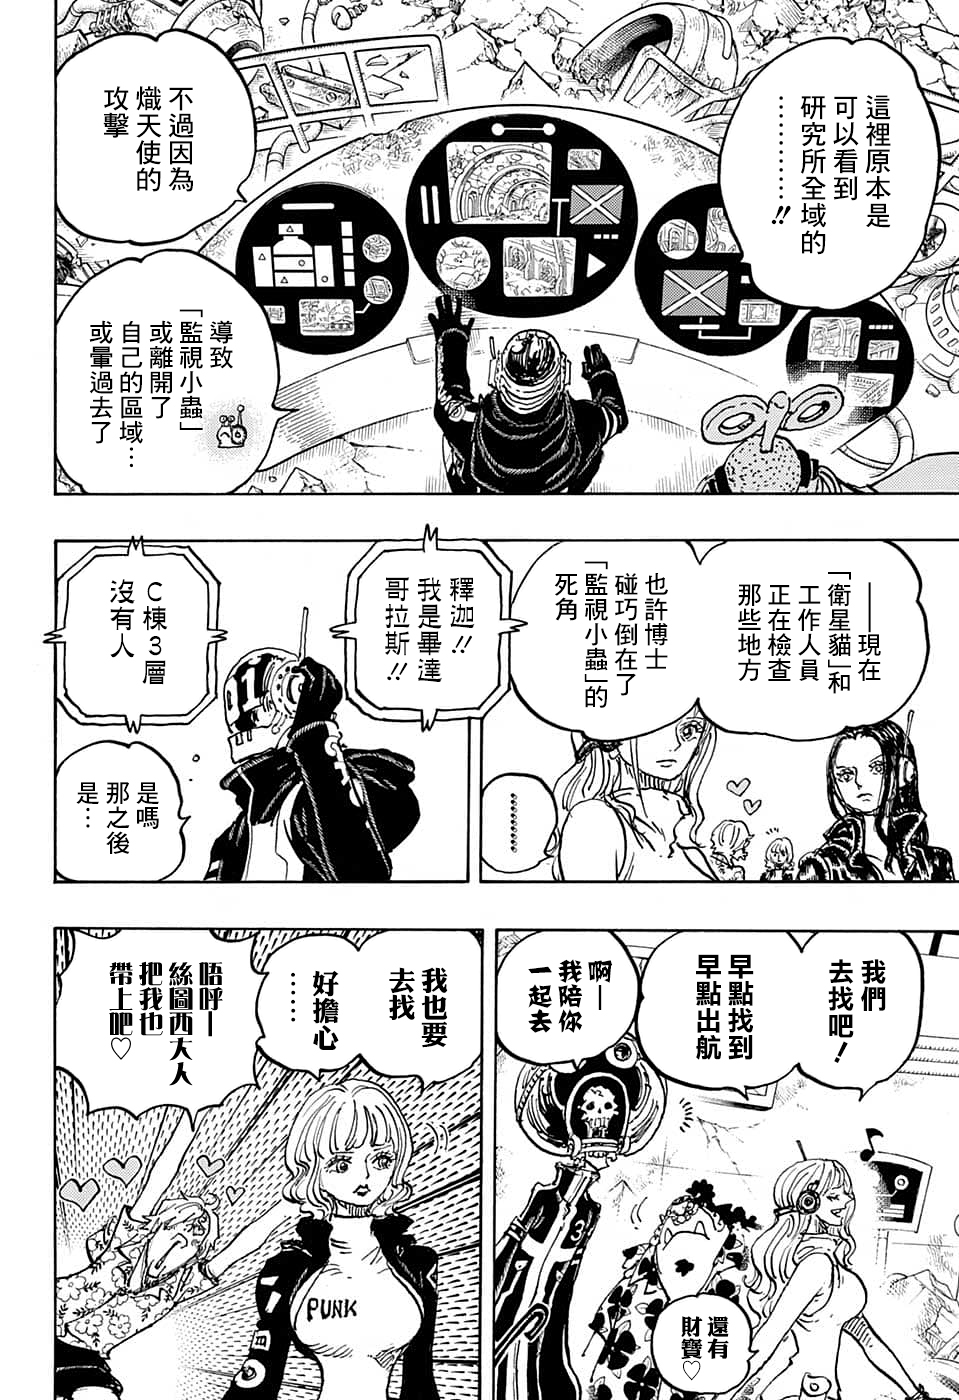 這裡原本是
可以看到
研究所全域的
………!!
不過因為
熾天使的
攻擊
導致
「監視小蟲」
或離開了
自己的區域
或暈過去了
…
——現在
「衛星貓」和
工作人員
正在檢查
那些地方
也許博士
碰巧倒在了
「監視小蟲」的
死角
………
釋迦!!
我是畢達
哥拉斯!!
C棟3層
沒有人
01
是嗎
那之後
是…
我們
去找吧!
早點找到
早點出航
啊—
我陪你
一起去
3
還有
財寶♡
我也要
去找
好擔心
……
唔呼—
絲圖西大人
把我也
帶上吧♡
PUNK